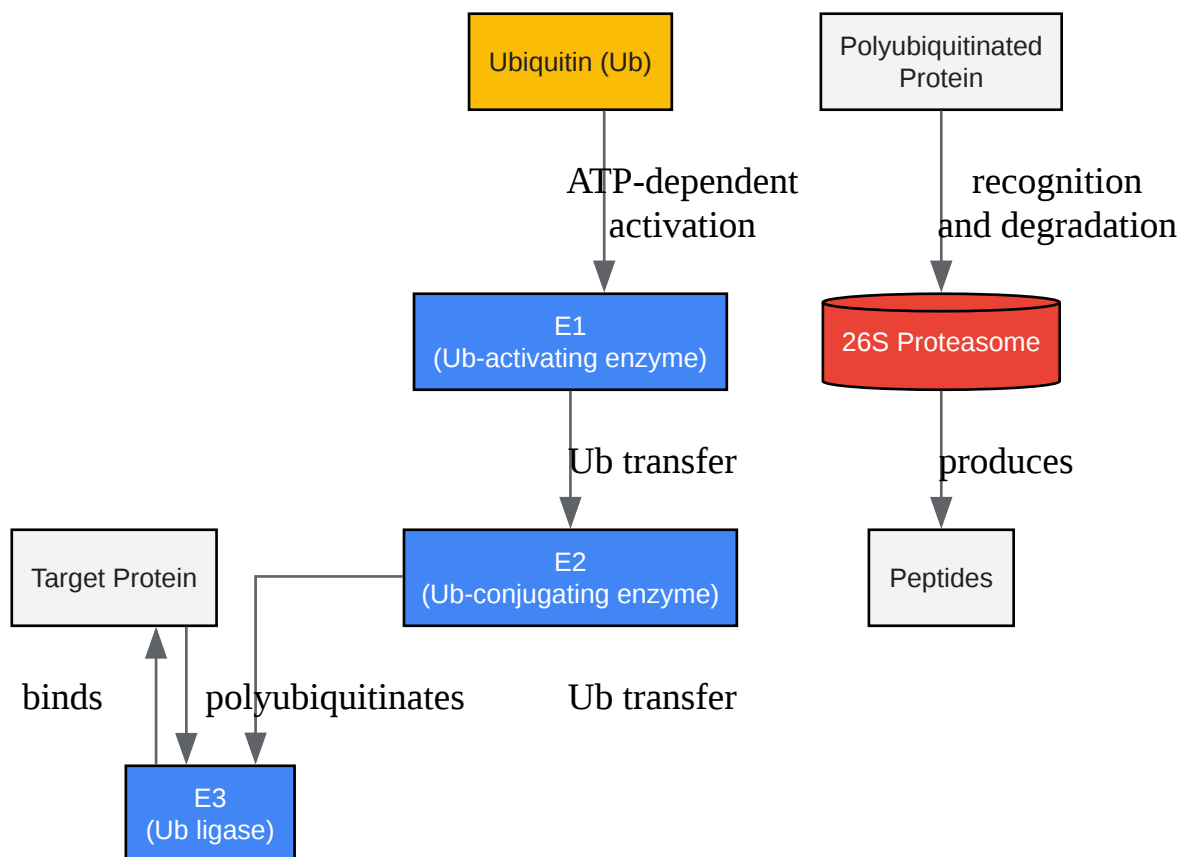 Ubiquitin (Ub)
Polyubiquitinated
Protein
ATP-dependent
activation
recognition
and degradation
E1
(Ub-activating enzyme)
26S Proteasome
Ub transfer
produces
Target Protein
E2
(Ub-conjugating enzyme)
Peptides
binds
polyubiquitinates
Ub transfer
E3
(Ub ligase)